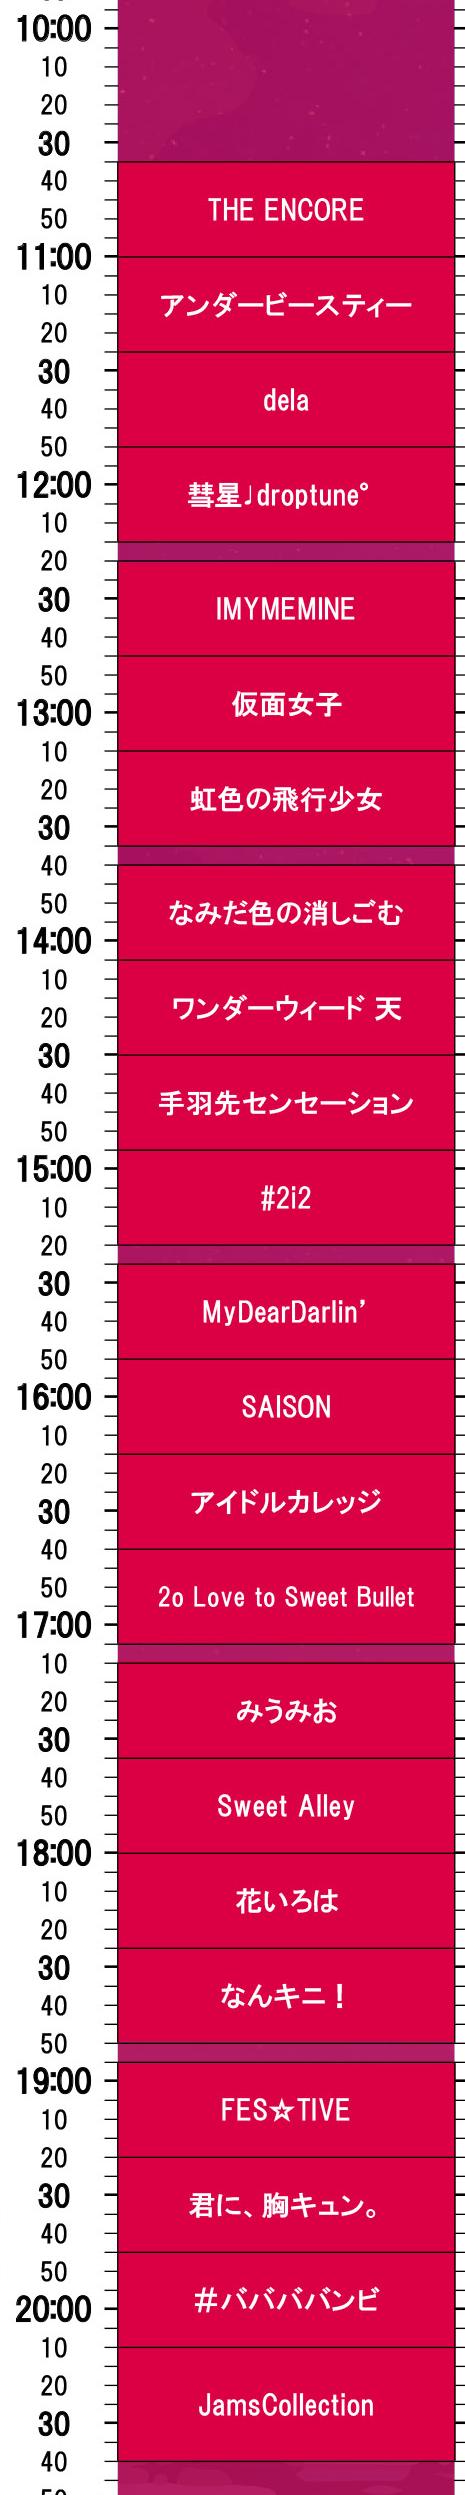 10:00
10
20
30
40
THE ENCORE
50
11:00
10
アンダービースティー
20
30
dela
40
50
12:00
彗星♩droptune°
10
20
30
IMYMEMINE
40
50
13:00
仮面女子
10
20
虹色の飛行少女
30
40
50
なみだ色の消しごむ
14:00
10
ワンダーウィード 天
20
30
40
手羽先センセーション
50
15:00
#2i2
10
20
30
MyDearDarlin’
40
50
16:00
SAISON
10
20
アイドルカレッジ
30
40
50
2o Love to Sweet Bullet
17:00
10
20
みうみお
30
40
Sweet Alley
50
18:00
10
花いろは
20
30
なんキニ！
40
50
19:00
FES☆TIVE
10
20
30
君に、胸キュン。
40
50
#ババババンビ
20:00
10
20
JamsCollection
30
40